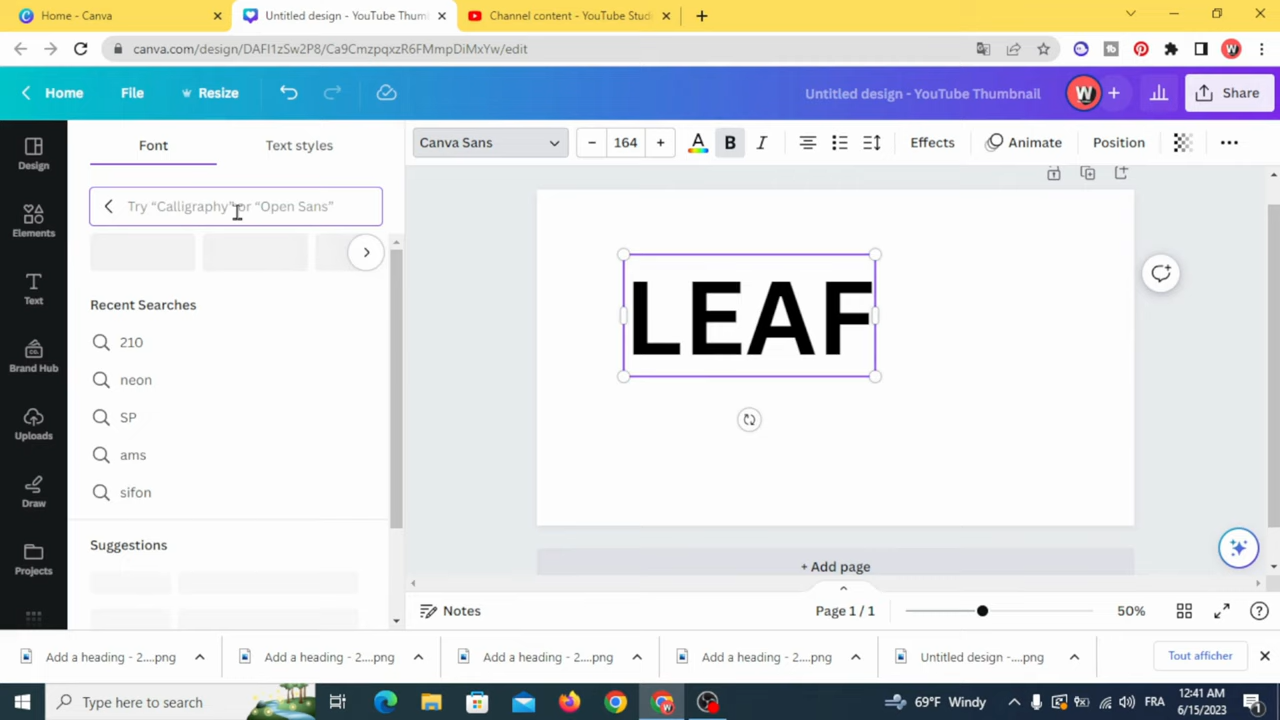 Home - Canva
Untitled design - YouTube Thumb
Channel content - YouTube Studi
canva.com/design/DAFl1zSw2P8/Ca9CmzpqxzR6FMmpDiMxYw/edit
Home
File
Resize
Untitled design - YouTube Thumbnail
W
Share
Font
Text styles
Canva Sans
164
A
B
I
Effects
Animate
Position
Design
Elements
Text
Brand Hub
Uploads
Draw
Projects
Try “Calligraphy” or “Open Sans”
Recent Searches
210
neon
SP
ams
sifon
Suggestions
LEAF
+ Add page
Notes
Page 1 / 1
50%
Add a heading - 2....png
Add a heading - 2....png
Add a heading - 2....png
Add a heading - 2....png
Untitled design -....png
Tout afficher
Type here to search
69°F Windy
FRA
12:41 AM
6/15/2023